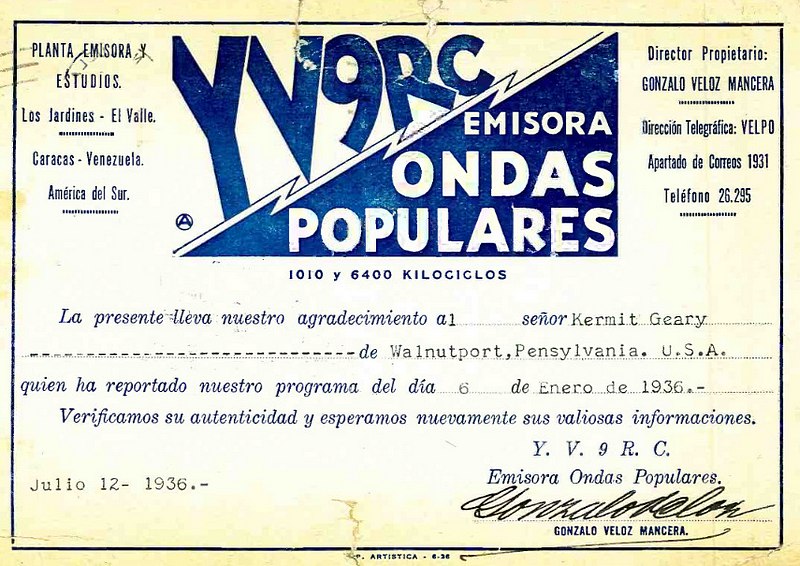 PLANTA EMISORA Y
ESTUDIOS.
Los Jardines - El Valle.
Caracas - Venezuela.
América del Sur.
YV9RC
EMISORA
ONDAS
POPULARES
A
1010 y 6400 KILOCICLOS
Director Propietario:
GONZALO VELOZ MANCERA
Dirección Telegráfica: VELPO
Apartado de Correos 1931
Teléfono 26.295
La presente lleva nuestro agradecimiento al señor Kermit Geary
--------------------------- de Walnutport, Pensylvania. U.S.A.
quien ha reportado nuestro programa del día 6 de Enero de 1936.-
Verificamos su autenticidad y esperamos nuevamente sus valiosas informaciones.
Y. V. 9 R. C.
Emisora Ondas Populares.
Julio 12- 1936.-
GONZALO VELOZ MANCERA.
P. ARTISTICA - 6-36